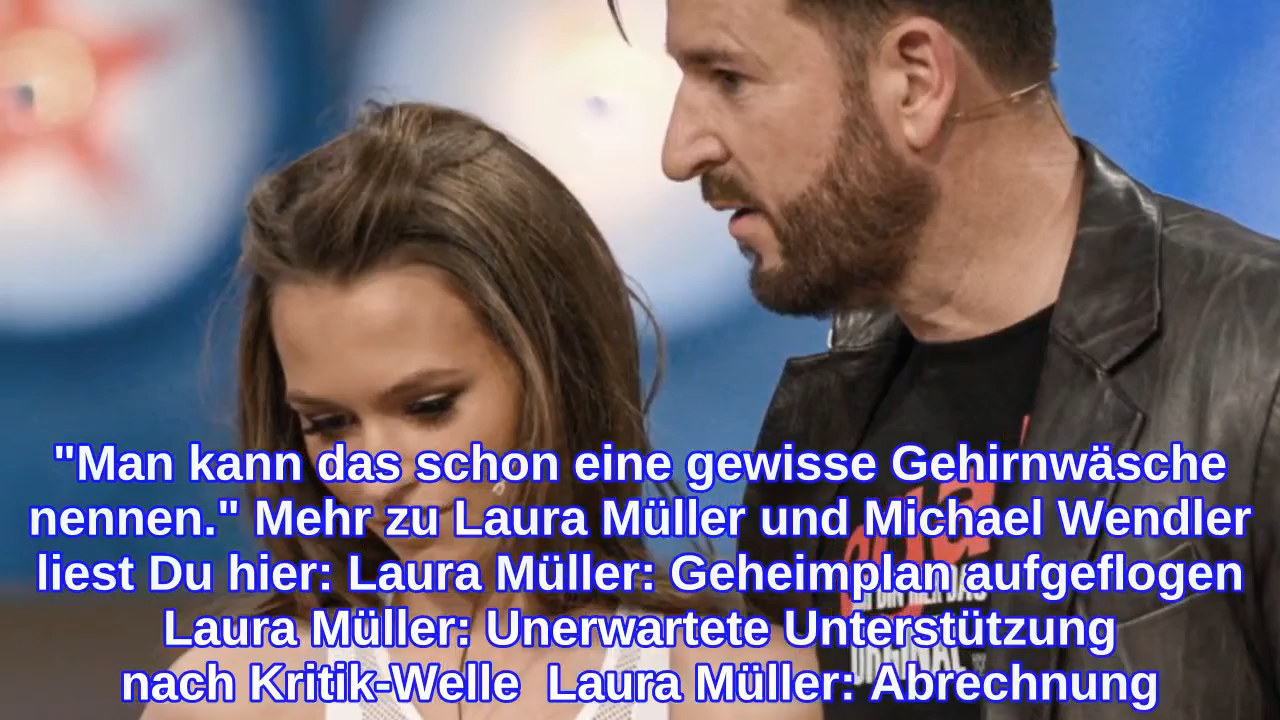 "Man kann das schon eine gewisse Gehirnwäsche
nennen." Mehr zu Laura Müller und Michael Wendler
liest Du hier: Laura Müller: Geheimplan aufgeflogen
Laura Müller: Unerwartete Unterstützung
nach Kritik-Welle Laura Müller: Abrechnung